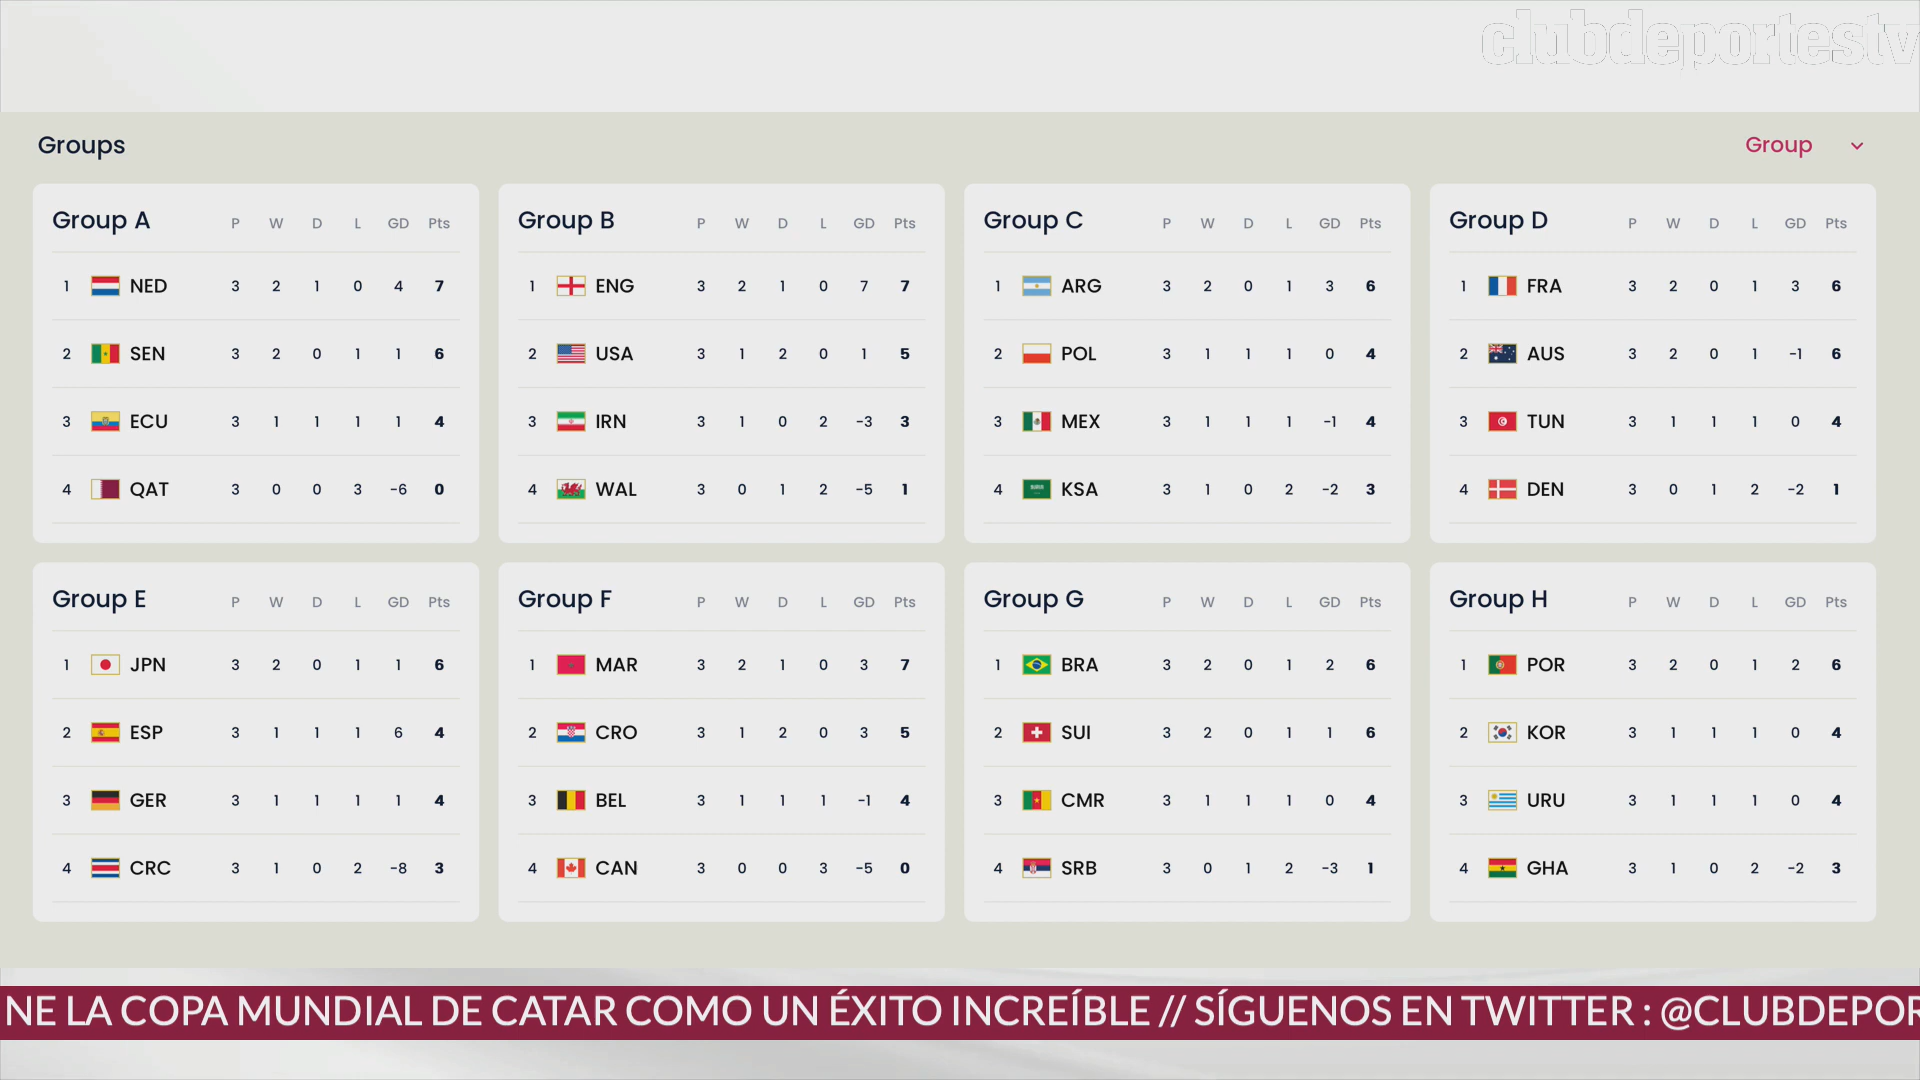 clubdeportestv
Groups
Group
Group A P W D L GD Pts
1 NED 3 2 1 0 4 7
2 SEN 3 2 0 1 1 6
3 ECU 3 1 1 1 1 4
4 QAT 3 0 0 3 -6 0
Group B P W D L GD Pts
1 ENG 3 2 1 0 7 7
2 USA 3 1 2 0 1 5
3 IRN 3 1 0 2 -3 3
4 WAL 3 0 1 2 -5 1
Group C P W D L GD Pts
1 ARG 3 2 0 1 3 6
2 POL 3 1 1 1 0 4
3 MEX 3 1 1 1 -1 4
4 KSA 3 1 0 2 -2 3
Group D P W D L GD Pts
1 FRA 3 2 0 1 3 6
2 AUS 3 2 0 1 -1 6
3 TUN 3 1 1 1 0 4
4 DEN 3 0 1 2 -2 1
Group E P W D L GD Pts
1 JPN 3 2 0 1 1 6
2 ESP 3 1 1 1 6 4
3 GER 3 1 1 1 1 4
4 CRC 3 1 0 2 -8 3
Group F P W D L GD Pts
1 MAR 3 2 1 0 3 7
2 CRO 3 1 2 0 3 5
3 BEL 3 1 1 1 -1 4
4 CAN 3 0 0 3 -5 0
Group G P W D L GD Pts
1 BRA 3 2 0 1 2 6
2 SUI 3 2 0 1 1 6
3 CMR 3 1 1 1 0 4
4 SRB 3 0 1 2 -3 1
Group H P W D L GD Pts
1 POR 3 2 0 1 2 6
2 KOR 3 1 1 1 0 4
3 URU 3 1 1 1 0 4
4 GHA 3 1 0 2 -2 3
NE LA COPA MUNDIAL DE CATAR COMO UN ÉXITO INCREÍBLE // SÍGUENOS EN TWITTER : @CLUBDEPOR